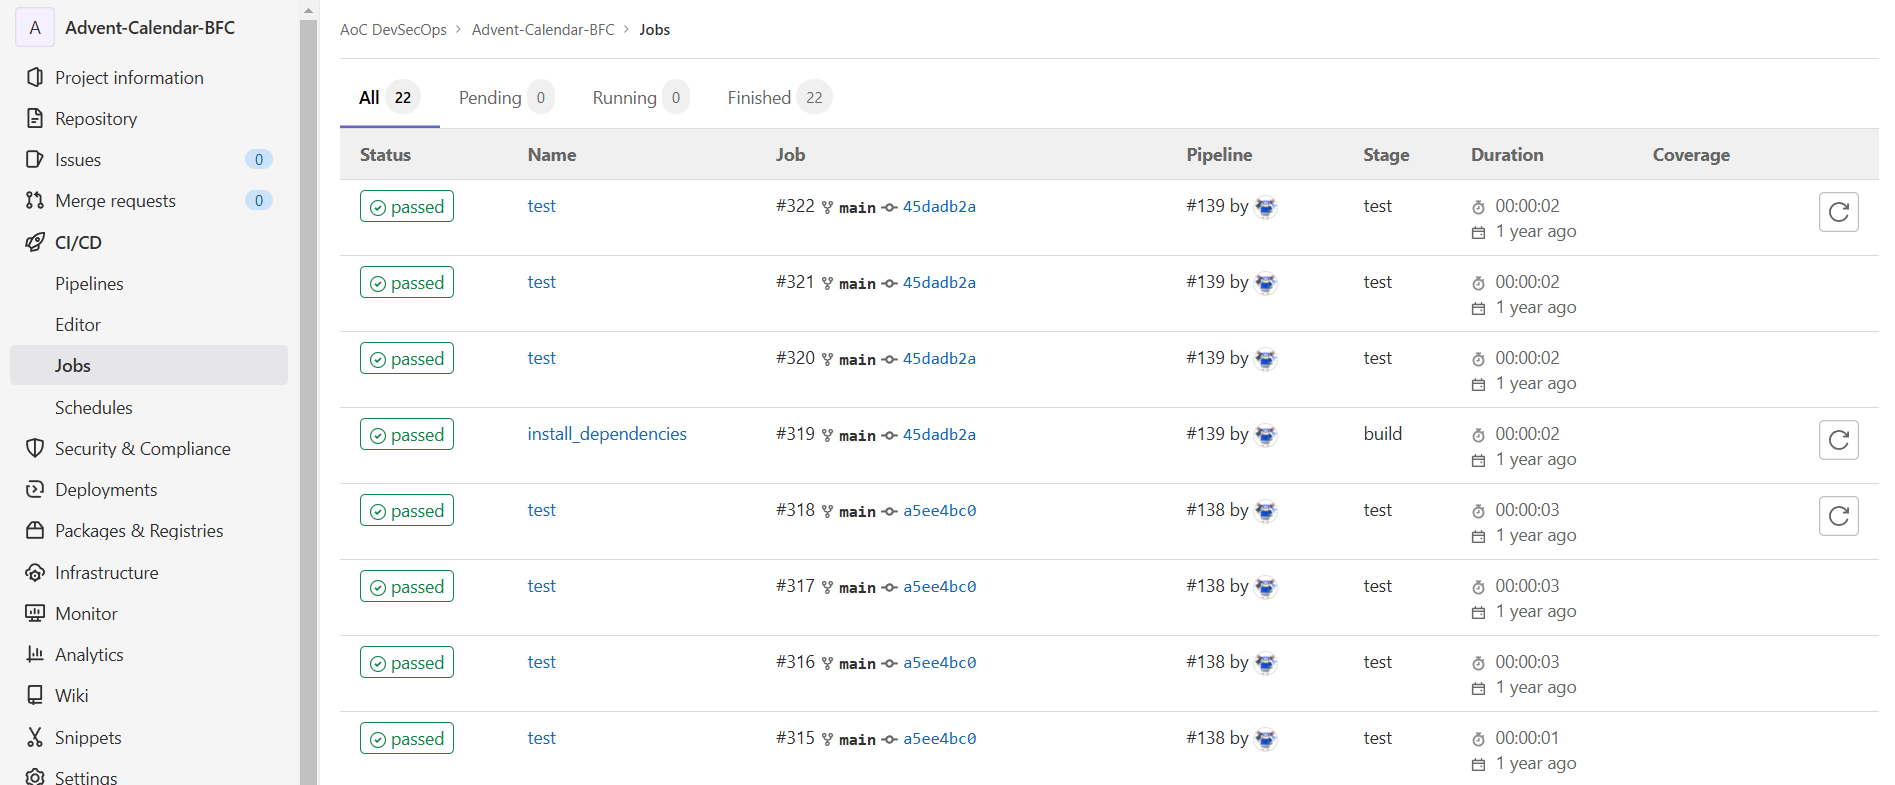 A Advent-Calendar-BFC
Project information
Repository
Issues 0
Merge requests 0
CI/CD
Pipelines
Editor
Jobs
Schedules
Security & Compliance
Deployments
Packages & Registries
Infrastructure
Monitor
Analytics
Wiki
Snippets
Settings
AoC DevSecOps > Advent-Calendar-BFC > Jobs
All 22 Pending 0 Running 0 Finished 22
Status Name Job Pipeline Stage Duration Coverage
passed test #322 main 45dadb2a #139 by test 00:00:02
1 year ago
passed test #321 main 45dadb2a #139 by test 00:00:02
1 year ago
passed test #320 main 45dadb2a #139 by test 00:00:02
1 year ago
passed install_dependencies #319 main 45dadb2a #139 by build 00:00:02
1 year ago
passed test #318 main a5ee4bc0 #138 by test 00:00:03
1 year ago
passed test #317 main a5ee4bc0 #138 by test 00:00:03
1 year ago
passed test #316 main a5ee4bc0 #138 by test 00:00:03
1 year ago
passed test #315 main a5ee4bc0 #138 by test 00:00:01
1 year ago